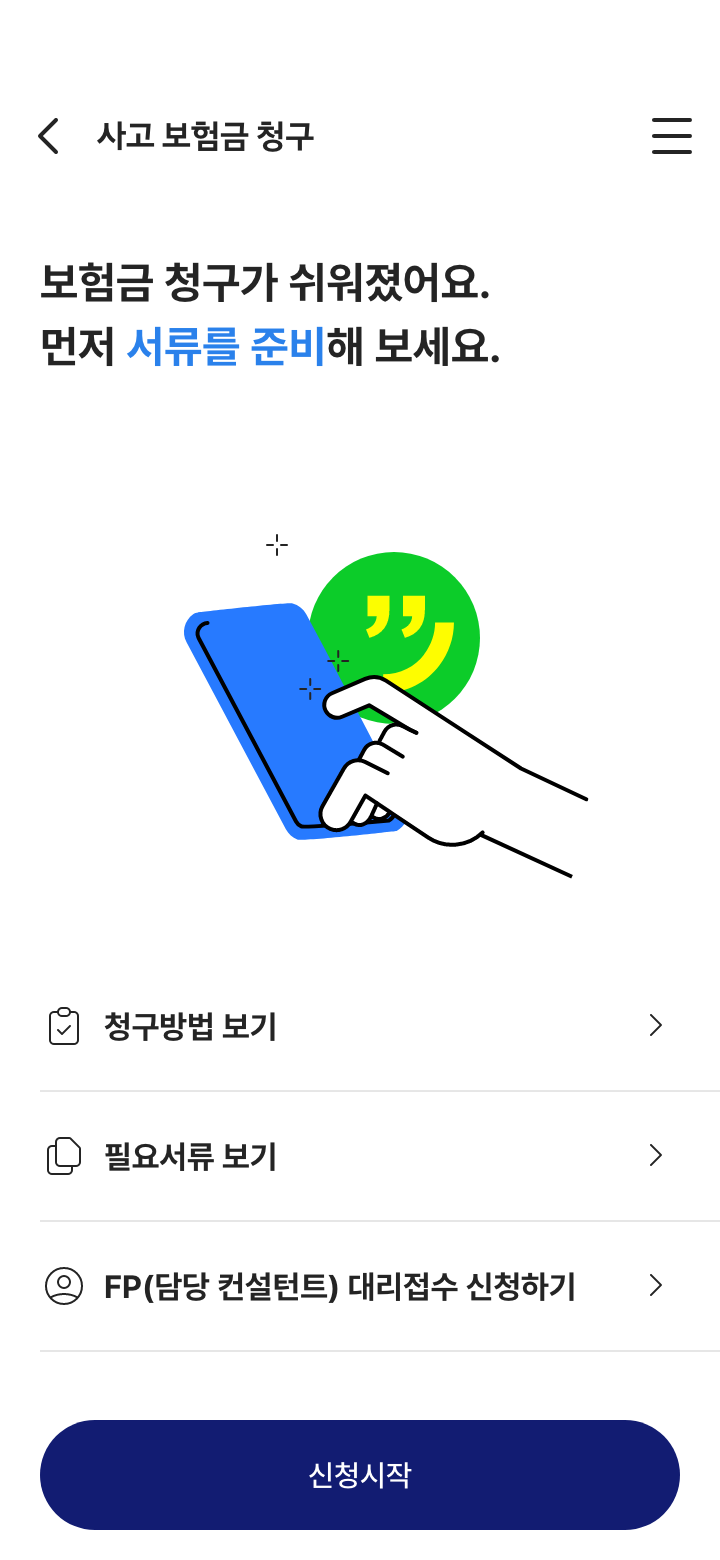 사고 보험금 청구
보험금 청구가 쉬워졌어요.
먼저 서류를 준비해 보세요.
청구방법 보기
필요서류 보기
FP(담당 컨설턴트) 대리접수 신청하기
신청시작